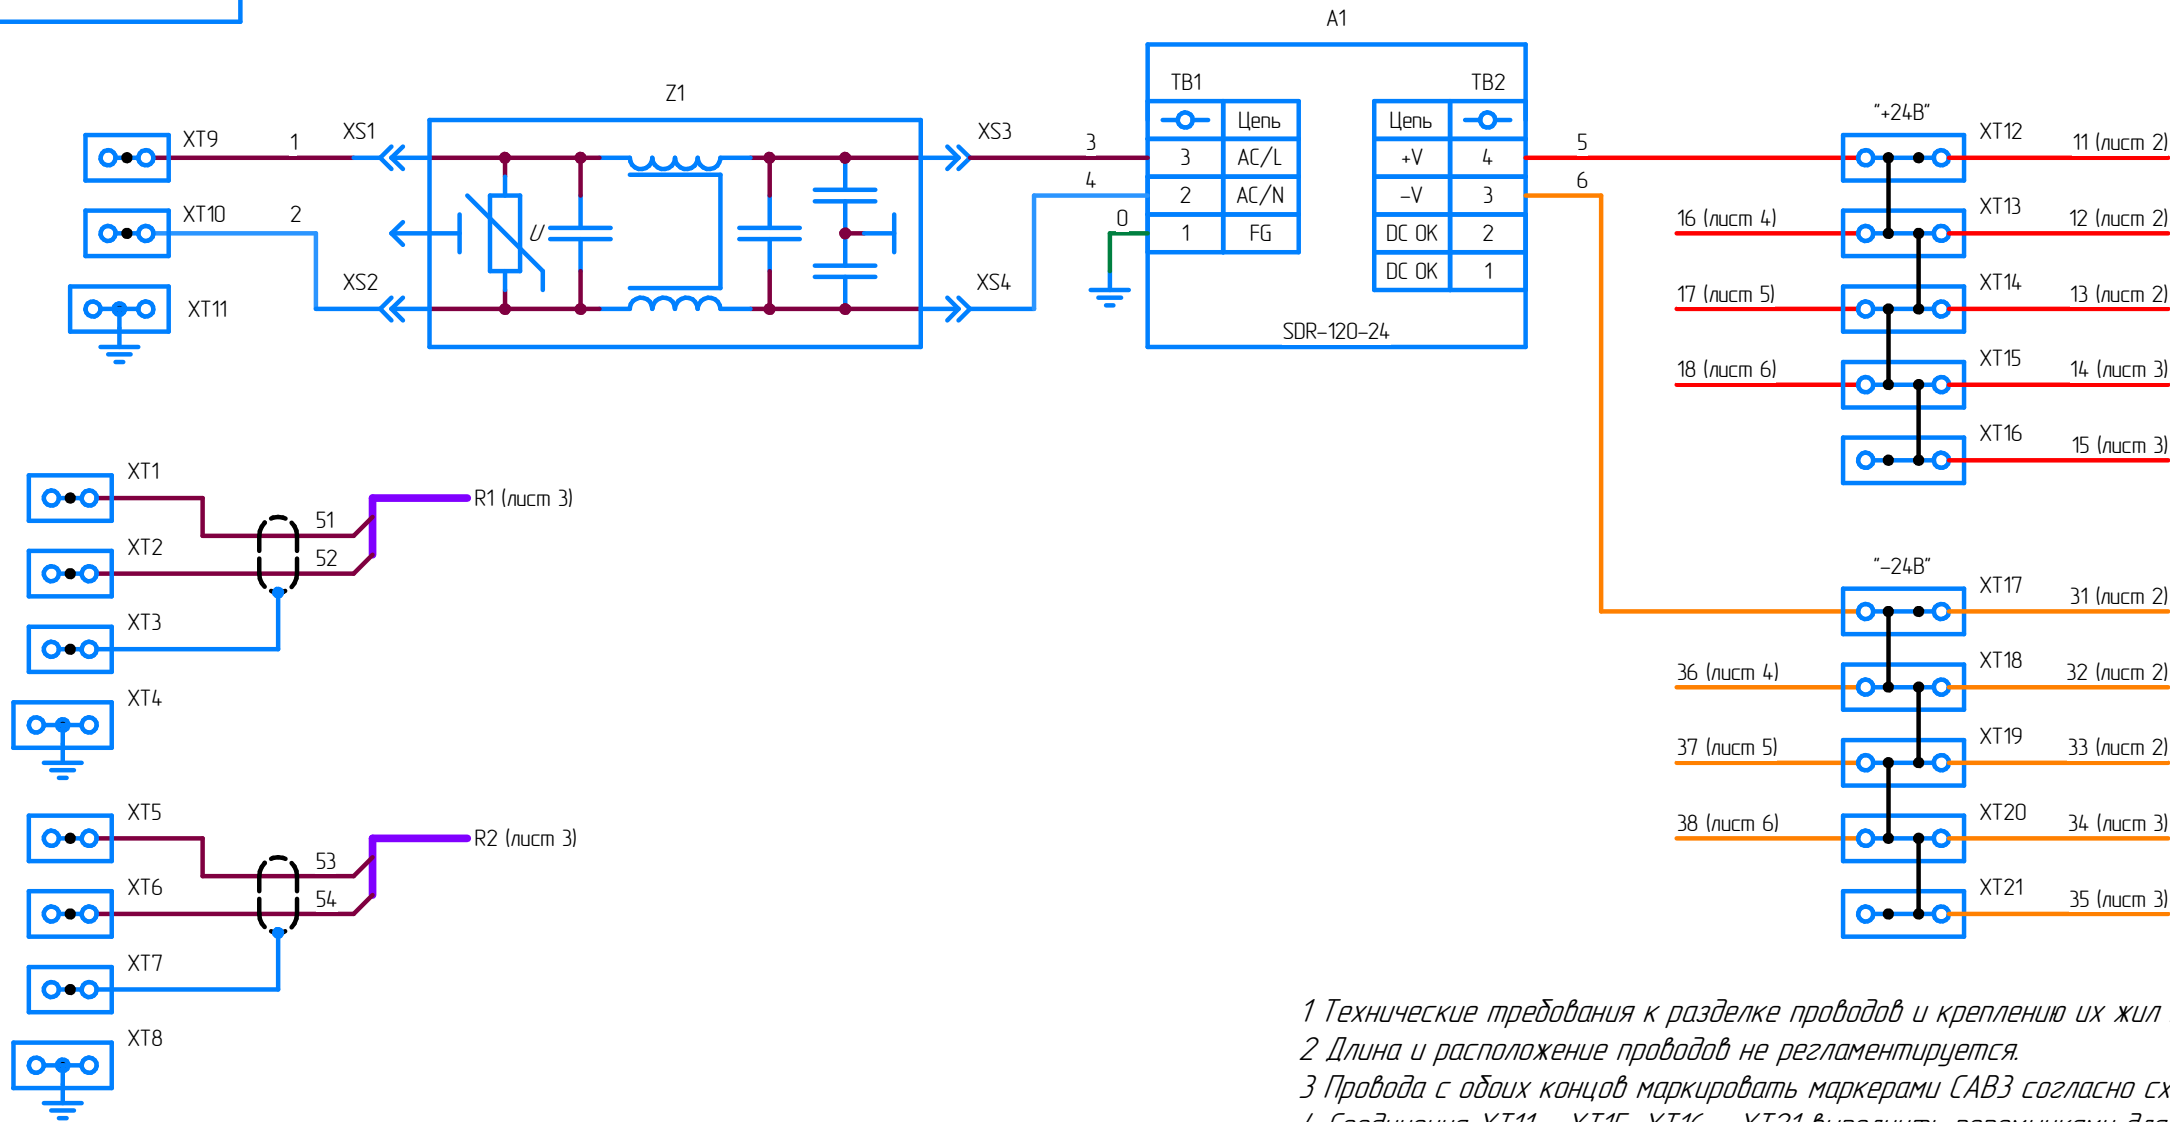 A1
Z1
TB1
TB2
Цепь
3 AC/L
2 AC/N
1 FG
Цепь
+V 4
-V 3
DC OK 2
DC OK 1
SDR-120-24
XT9
1
XS1
XT10
2
XS2
XT11
U
XS3
3
4
0
XS4
5
6
"+24В"
XT12
11 (лист 2)
16 (лист 4)
XT13
12 (лист 2)
17 (лист 5)
XT14
13 (лист 2)
18 (лист 6)
XT15
14 (лист 3)
XT16
15 (лист 3)
XT1
51
R1 (лист 3)
XT2
52
XT3
XT4
XT5
53
R2 (лист 3)
XT6
54
XT7
XT8
"-24В"
XT17
31 (лист 2)
36 (лист 4)
XT18
32 (лист 2)
37 (лист 5)
XT19
33 (лист 2)
38 (лист 6)
XT20
34 (лист 3)
XT21
35 (лист 3)
1 Технические требования к разделке проводов и креплению их жил
2 Длина и расположение проводов не регламентируется.
3 Провода с обоих концов маркировать маркерами САВ3 согласно сх